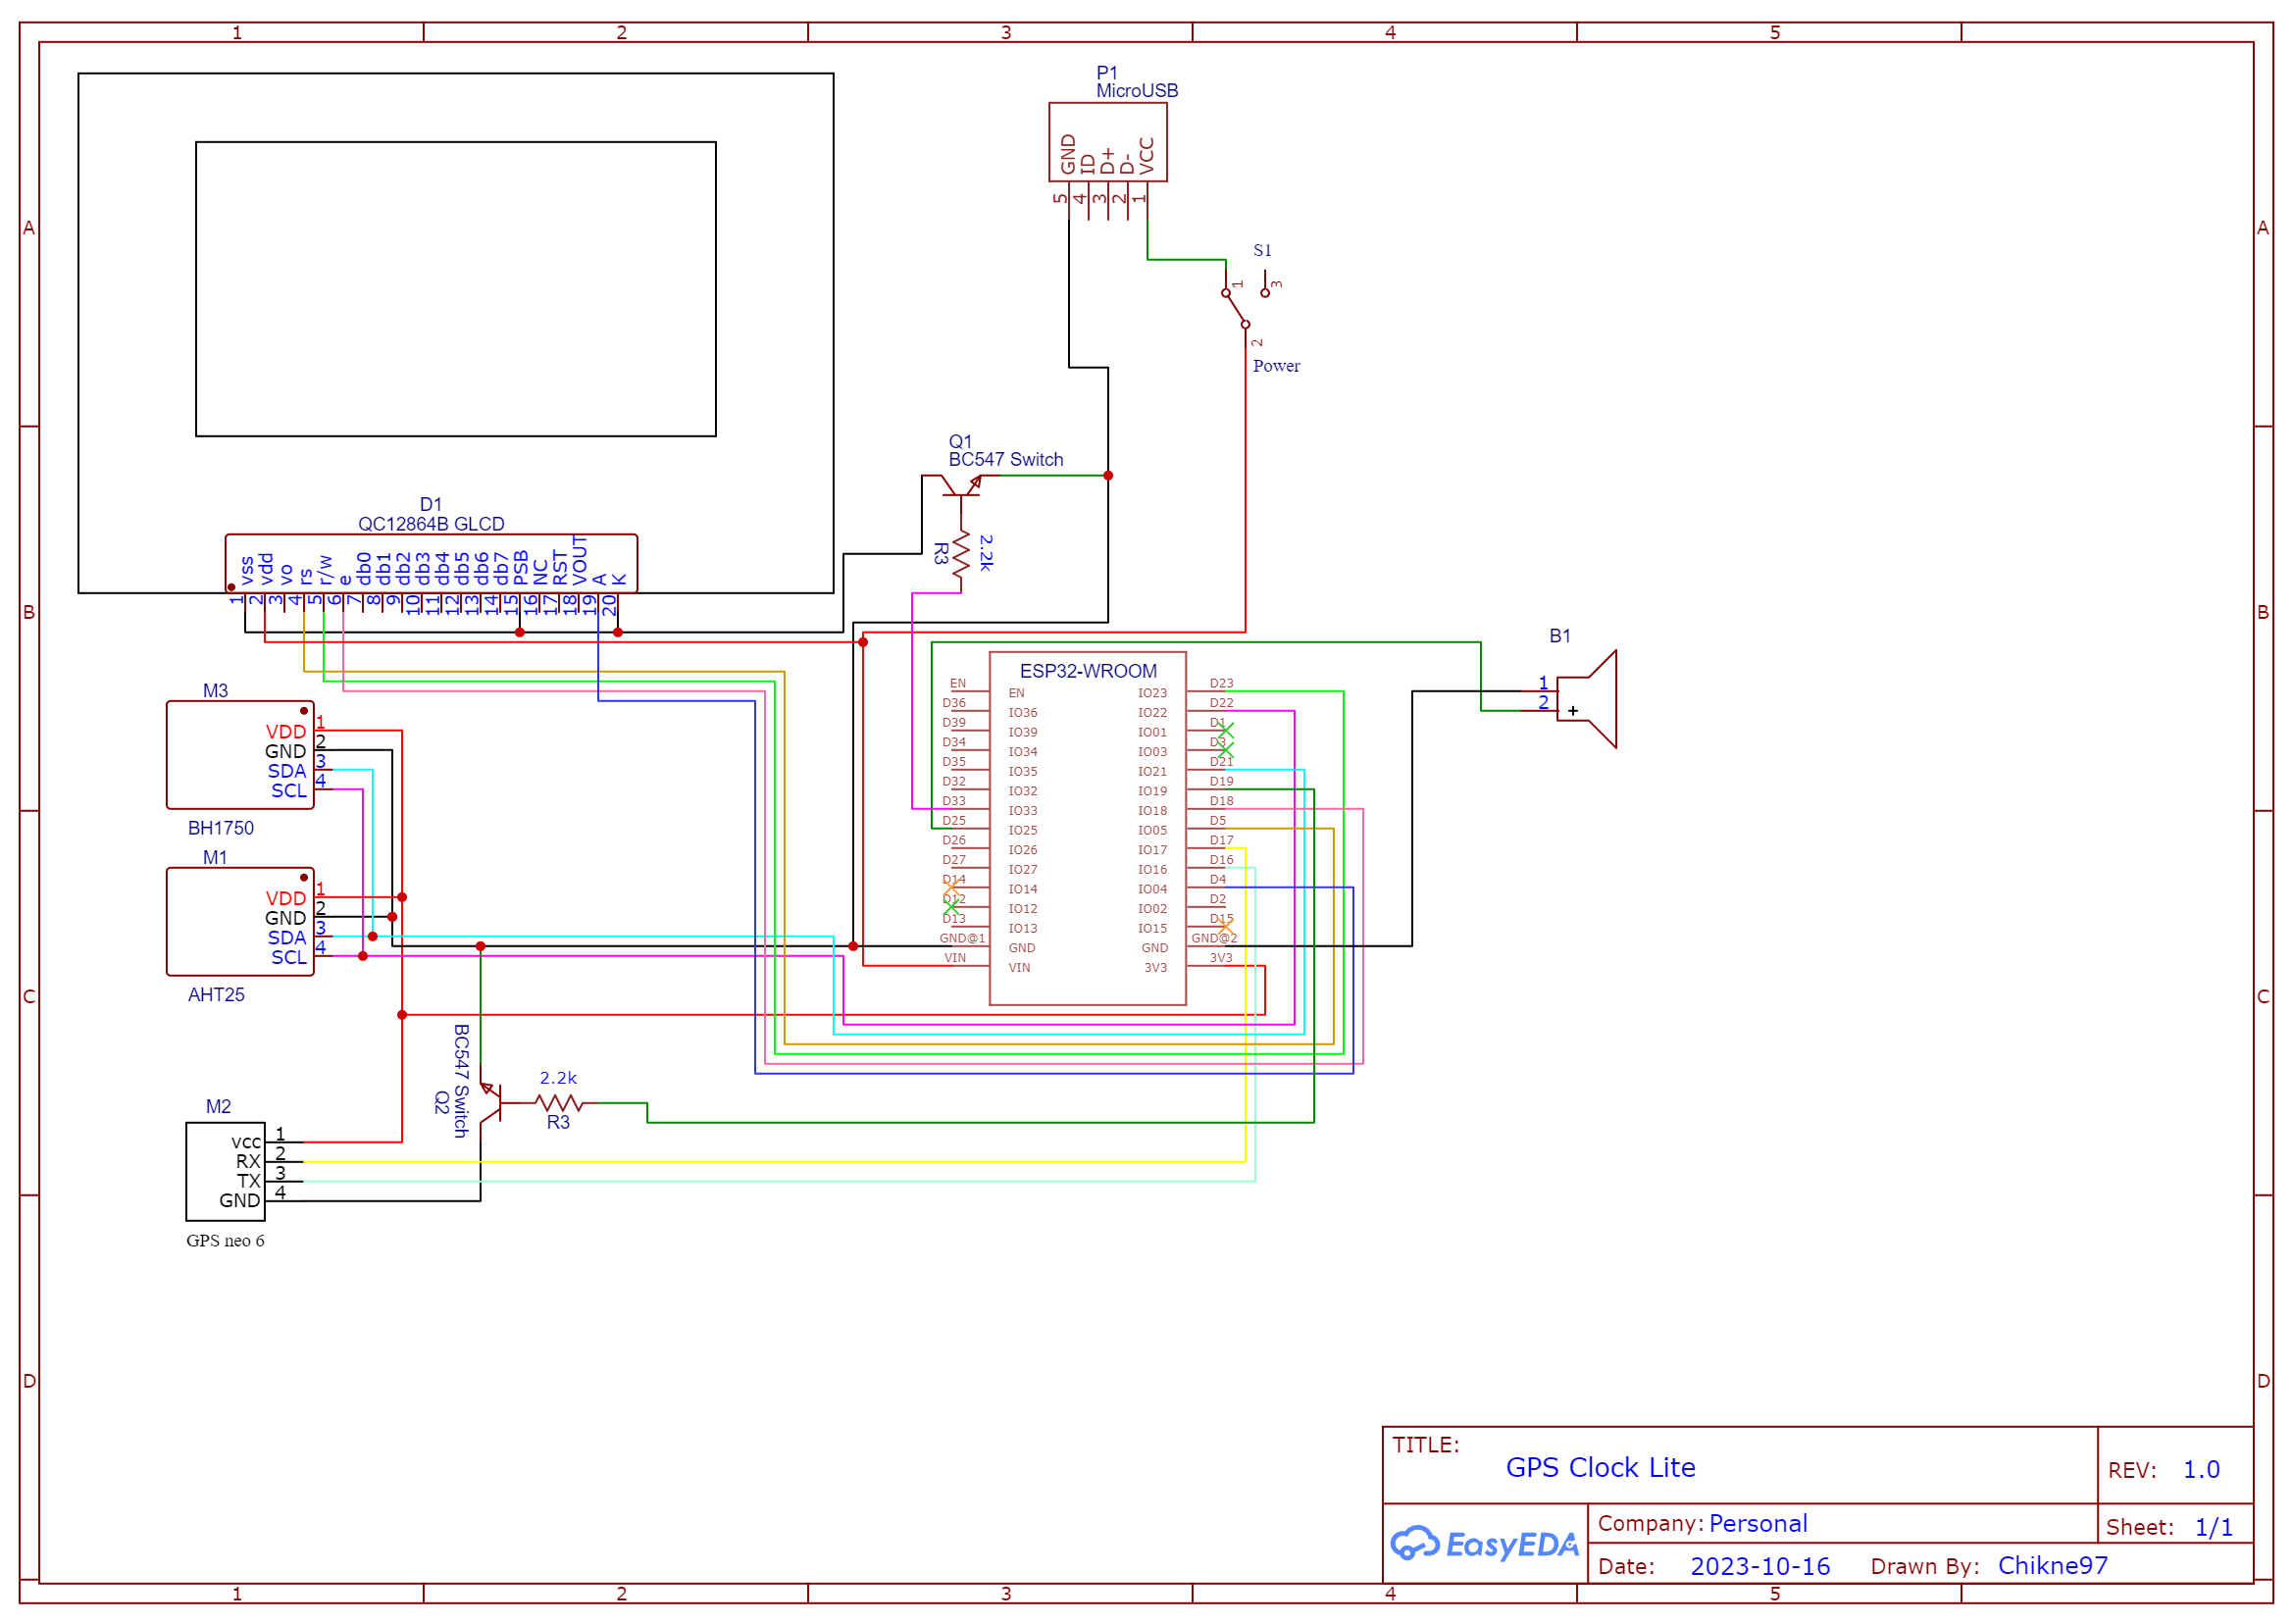 1 2 3 4 5
A
B
C
D
A
B
C
D
P1
MicroUSB
GND
ID
D+
D-
VCC
5 4 3 2 1
S1
1
3
2
Power
Q1
BC547 Switch
R3
2.2k
D1
QC12864B GLCD
vss
vdd
vo
rs
r/w
e
db0
db1
db2
db3
db4
db5
db6
db7
PSB
NC
RST
VOUT
A
K
1 2 3 4 5 6 7 8 9 10 11 12 13 14 15 16 17 18 19 20
B1
1
2
+
ESP32-WROOM
EN EN
D36 IO36
D39 IO39
D34 IO34
D35 IO35
D32 IO32
D33 IO33
D25 IO25
D26 IO26
D27 IO27
D14 IO14
D12 IO12
D13 IO13
GND@1 GND
VIN VIN
IO23 D23
IO22 D22
IO01 D1
IO03 D3
IO21 D21
IO19 D19
IO18 D18
IO05 D5
IO17 D17
IO16 D16
IO04 D4
IO02 D2
IO15 D15
GND GND@2
3V3 3V3
M3
VDD 1
GND 2
SDA 3
SCL 4
BH1750
M1
VDD 1
GND 2
SDA 3
SCL 4
AHT25
BC547 Switch
Q2
2.2k
R3
M2
vcc 1
RX 2
TX 3
GND 4
GPS neo 6
TITLE:
GPS Clock Lite
REV: 1.0
EasyEDA
Company: Personal
Sheet: 1/1
Date: 2023-10-16 Drawn By: Chikne97
1 2 3 4 5